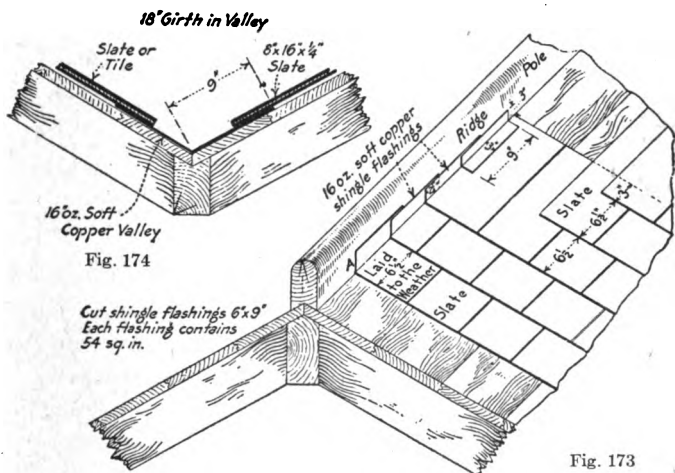 18" Girth in Valley
Slate or
Tile
9"
8"x16"x¼"
Slate
16 oz. Soft
Copper Valley
Fig. 174
Cut shingle flashings 6"x9"
Each flashing contains
54 sq. in.
16 oz. soft copper
shingle flashings
Ridge
Pole
3"
9"
Slate
3"
6½"
6½"
A
Laid
6½"
to the
Weather
Slate
Fig. 173